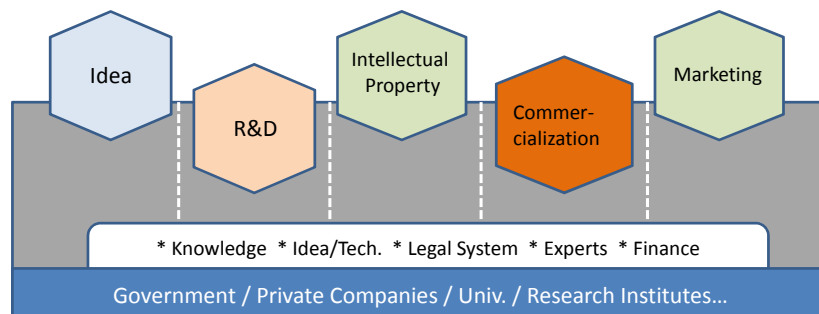 Idea
R&D
Intellectual
Property
Commer-
cialization
Marketing
* Knowledge * Idea/Tech. * Legal System * Experts * Finance
Government / Private Companies / Univ. / Research Institutes...